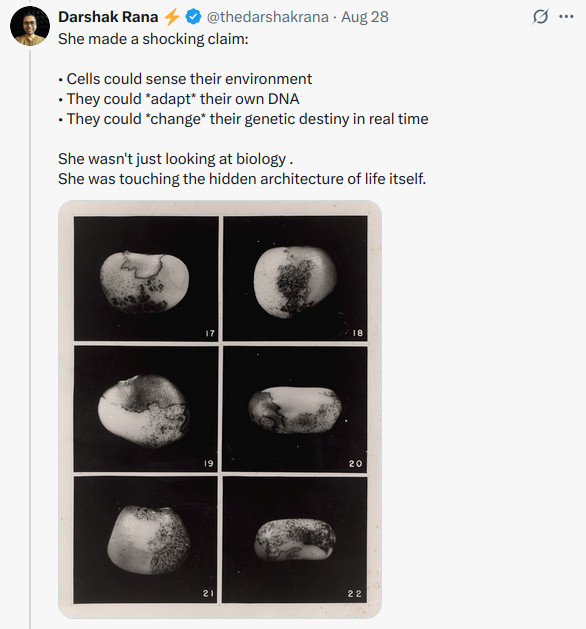 Darshak Rana ⚡ @thedarshakrana · Aug 28
She made a shocking claim:
• Cells could sense their environment
• They could *adapt* their own DNA
• They could *change* their genetic destiny in real time
She wasn't just looking at biology .
She was touching the hidden architecture of life itself.
17
18
19
20
21
22